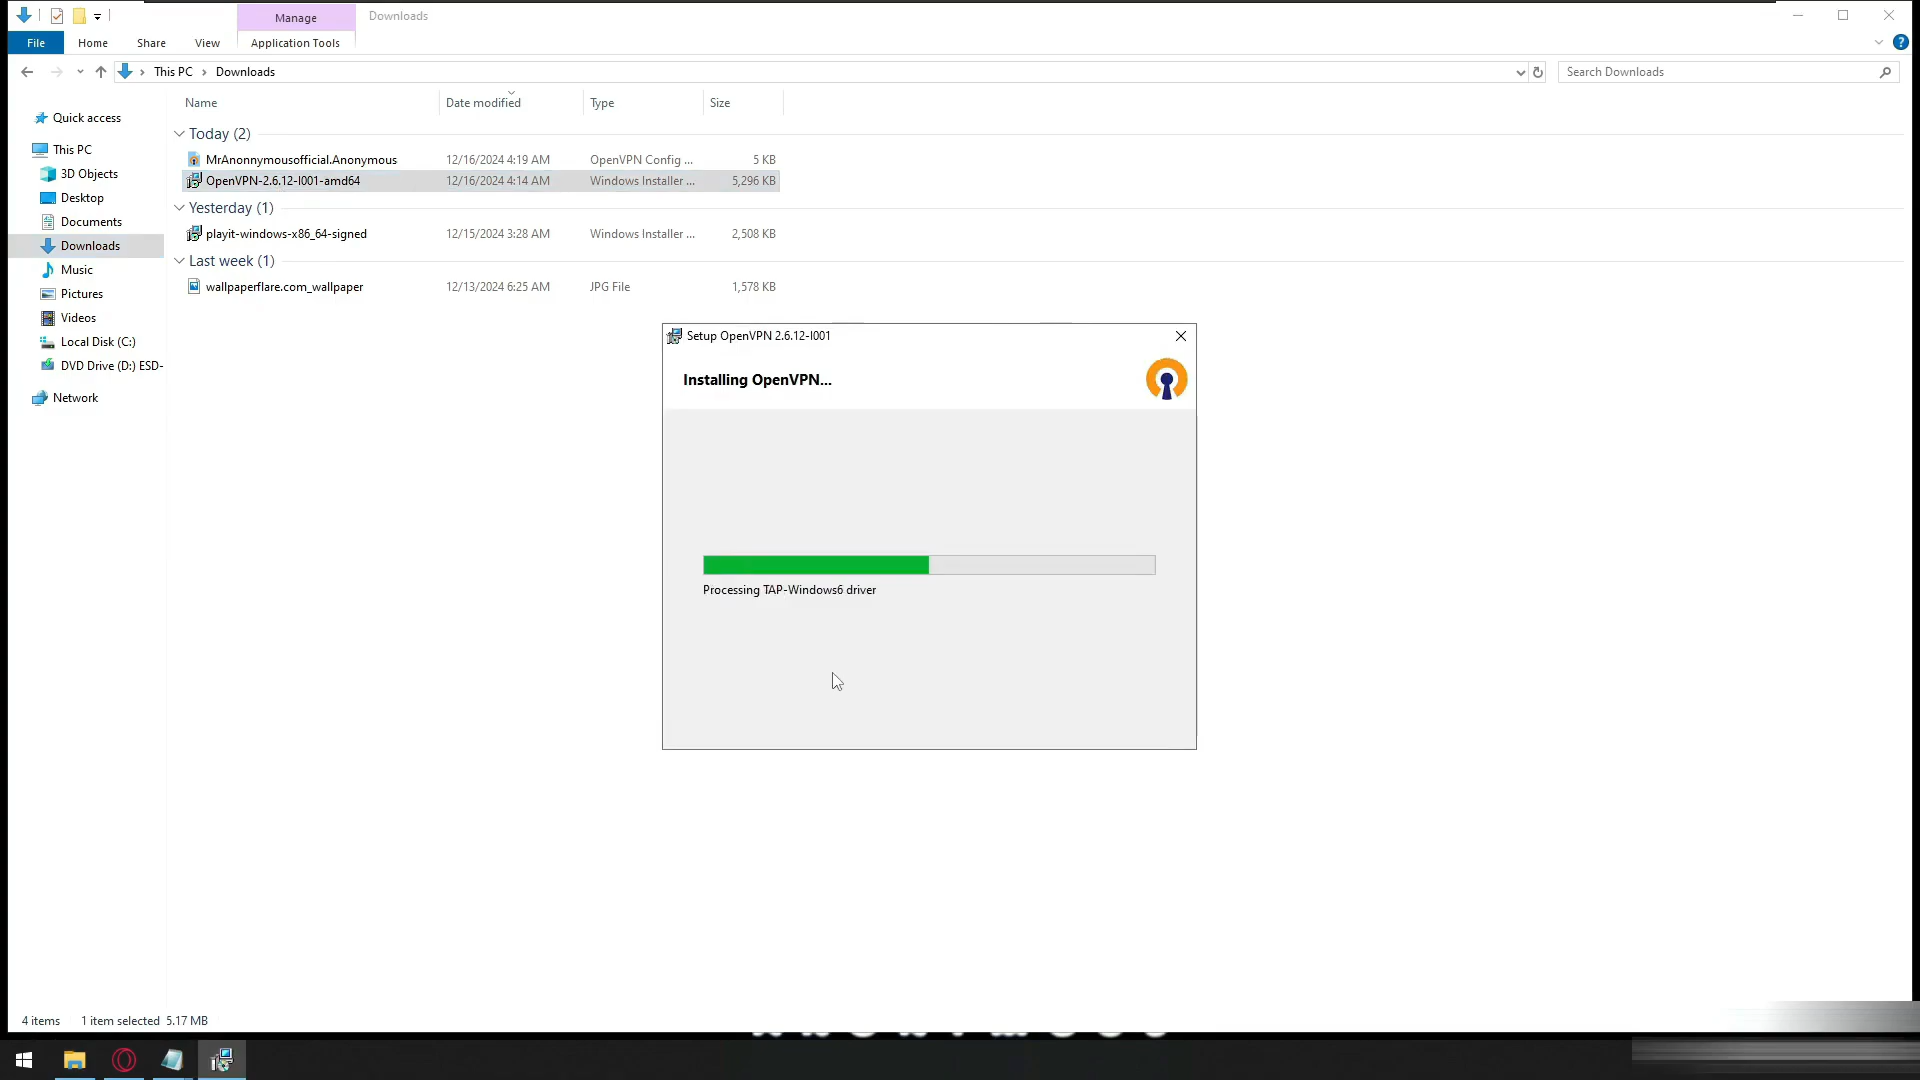 Manage
Downloads
File
Home
Share
View
Application Tools
This PC
Downloads
Search Downloads
Name
Date modified
Type
Size
Quick access
This PC
3D Objects
Desktop
Documents
Downloads
Music
Pictures
Videos
Local Disk (C:)
DVD Drive (D:) ESD-
Network
Today (2)
MrAnonnymousofficial.Anonymous 12/16/2024 4:19 AM OpenVPN Config ... 5 KB
OpenVPN-2.6.12-I001-amd64 12/16/2024 4:14 AM Windows Installer ... 5,296 KB
Yesterday (1)
playit-windows-x86_64-signed 12/15/2024 3:28 AM Windows Installer ... 2,508 KB
Last week (1)
wallpaperflare.com_wallpaper 12/13/2024 6:25 AM JPG File 1,578 KB
Setup OpenVPN 2.6.12-I001
Installing OpenVPN...
Processing TAP-Windows6 driver
4 items 1 item selected 5.17 MB